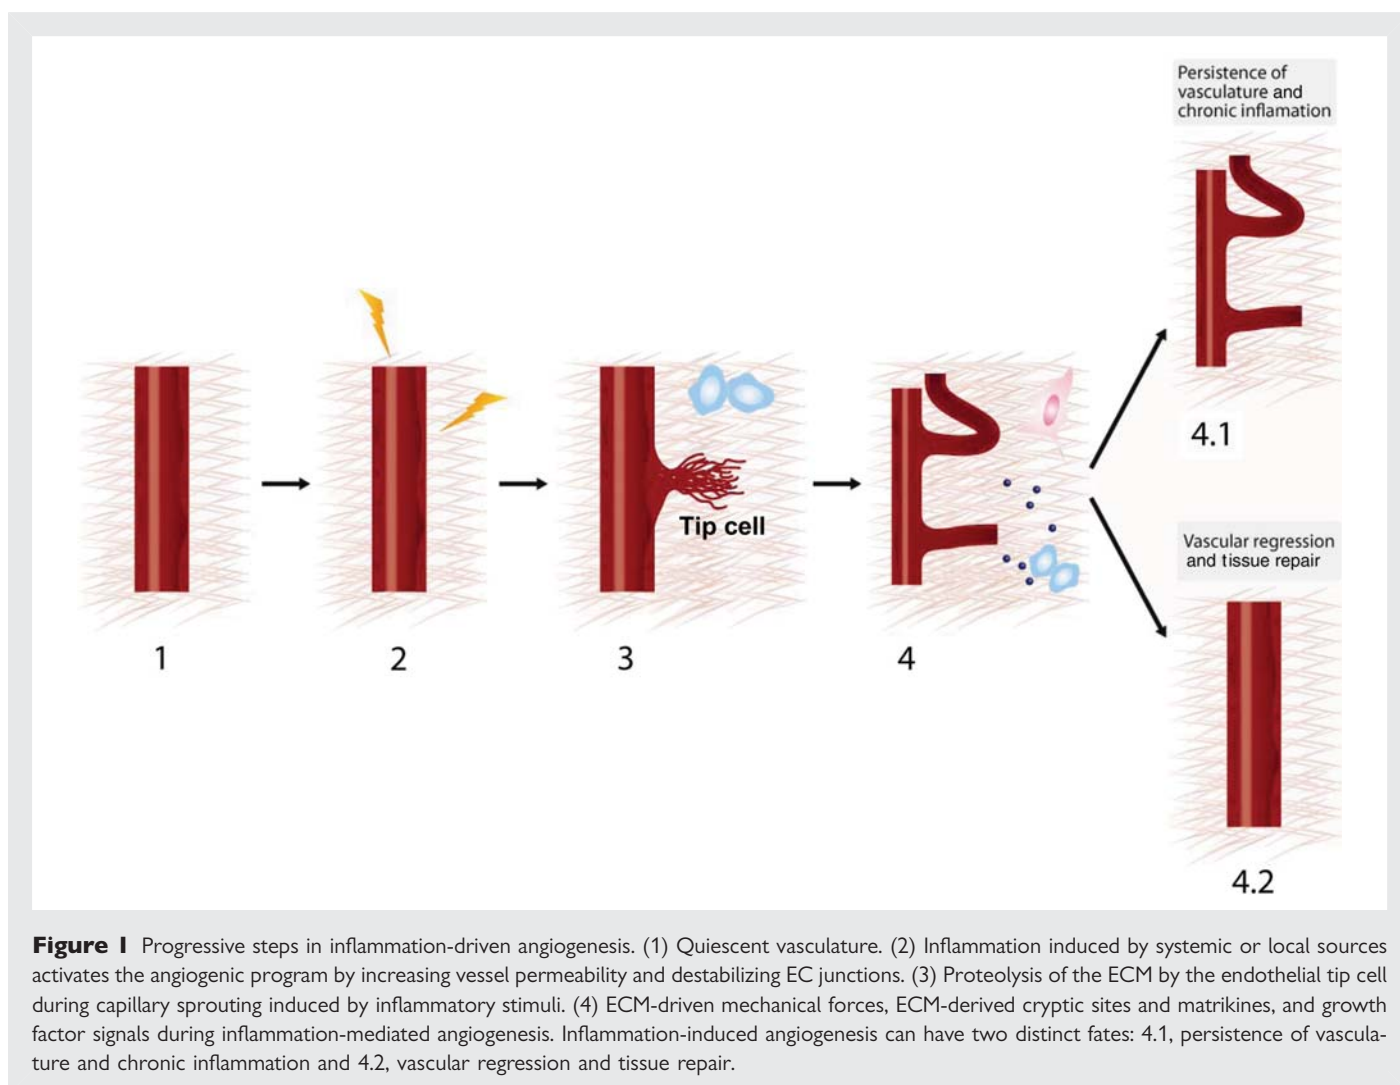 Persistence of
vasculature and
chronic inflamation
4.1
1
2
Tip cell
3
4
Vascular regression
and tissue repair
4.2
Figure 1 Progressive steps in inflammation-driven angiogenesis. (1) Quiescent vasculature. (2) Inflammation induced by systemic or local sources
activates the angiogenic program by increasing vessel permeability and destabilizing EC junctions. (3) Proteolysis of the ECM by the endothelial tip cell
during capillary sprouting induced by inflammatory stimuli. (4) ECM-driven mechanical forces, ECM-derived cryptic sites and matrikines, and growth
factor signals during inflammation-mediated angiogenesis. Inflammation-induced angiogenesis can have two distinct fates: 4.1, persistence of vascula-
ture and chronic inflammation and 4.2, vascular regression and tissue repair.